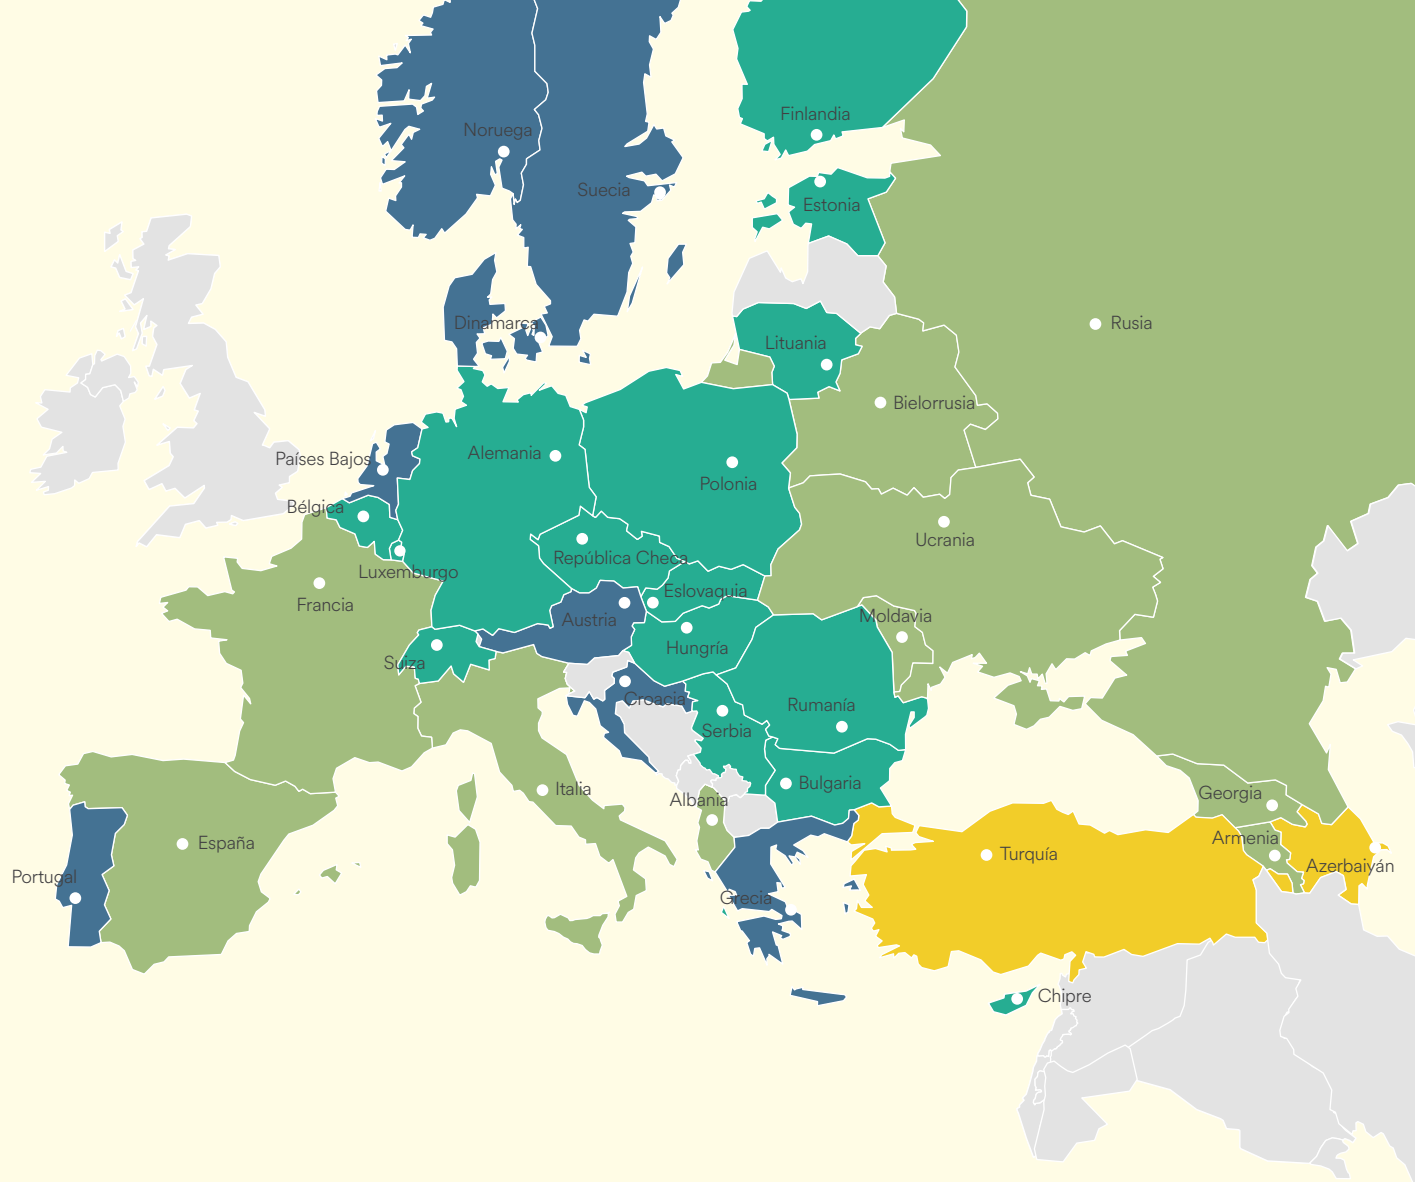 Finlandia
Noruega
Suecia
Estonia
Dinamarca
Rusia
Lituania
Bielorrusia
Países Bajos
Alemania
Polonia
Bélgica
Ucrania
República Checa
Luxemburgo
Eslovaquia
Francia
Moldavia
Austria
Hungría
Suiza
Croacia
Rumanía
Serbia
Bulgaria
Italia
Georgia
Albania
España
Armenia
Turquía
Azerbaiyán
Portugal
Grecia
Chipre